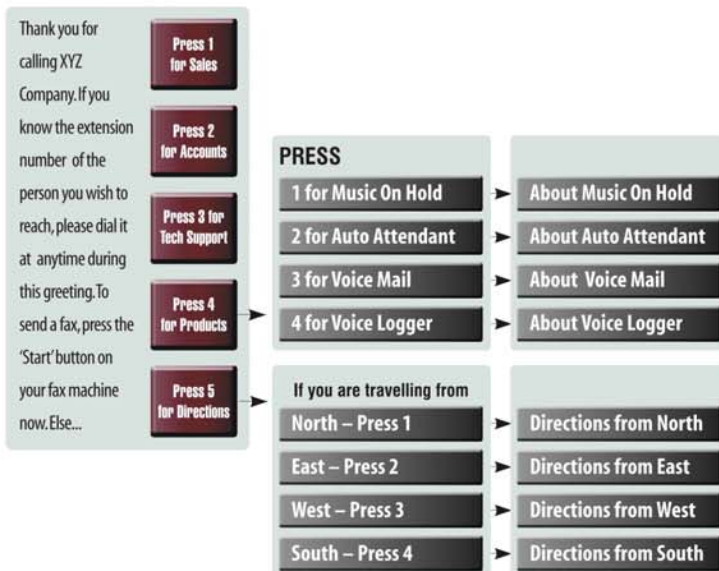 Thank you for
calling XYZ
Company.If you
know the extension
number of the
person you wish to
reach, please dial it
at anytime during
this greeting.To
send a fax, press the
'Start' button on
your fax machine
now.Else...
Press 1
for Sales
Press 2
for Accounts
Press 3 for
Tech Support
Press 4
for Products
Press 5
for Directions
PRESS
1 for Music On Hold
About Music On Hold
2 for Auto Attendant
About Auto Attendant
3 for Voice Mail
About Voice Mail
4 for Voice Logger
About Voice Logger
If you are travelling from
North – Press 1
Directions from North
East – Press 2
Directions from East
West – Press 3
Directions from West
South – Press 4
Directions from South